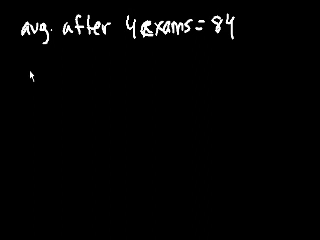 avg. after 4 exams = 84